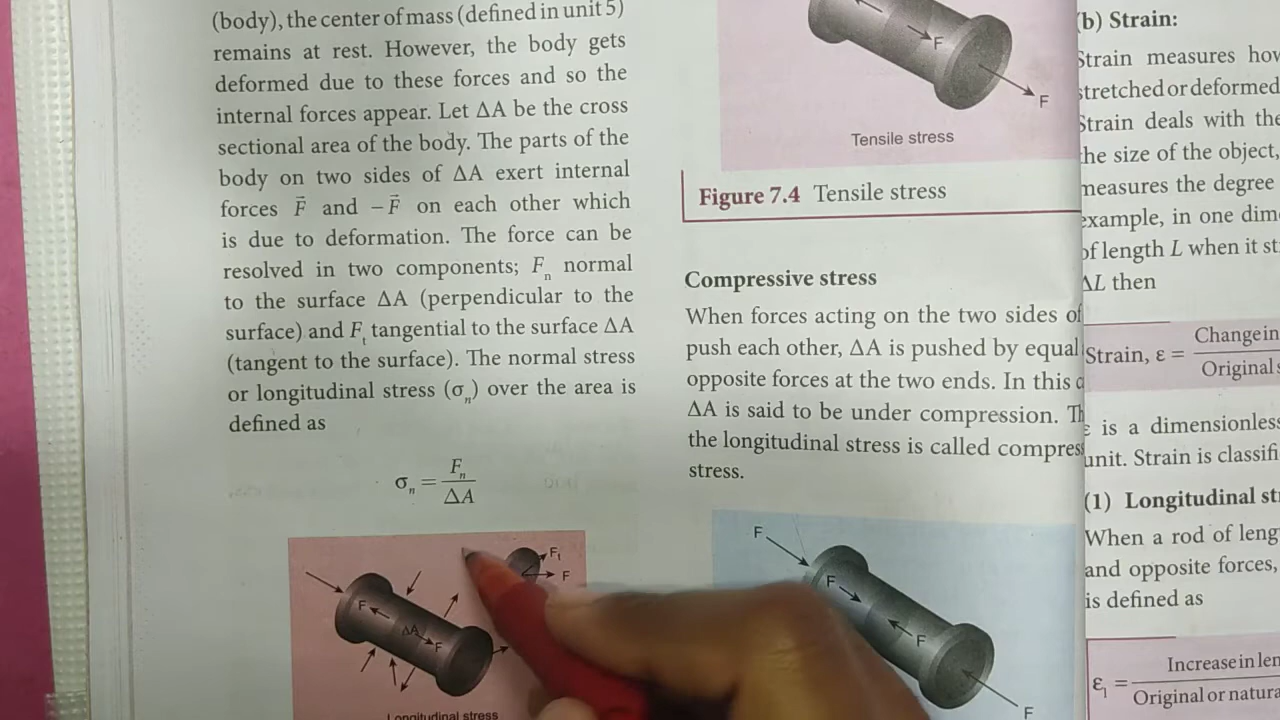 (body), the center of mass (defined in unit 5)
remains at rest. However, the body gets
deformed due to these forces and so the
internal forces appear. Let ΔA be the cross
sectional area of the body. The parts of the
body on two sides of ΔA exert internal
forces F⃗ and −F⃗ on each other which
is due to deformation. The force can be
resolved in two components; Fₙ normal
to the surface ΔA (perpendicular to the
surface) and Fₜ tangential to the surface ΔA
(tangent to the surface). The normal stress
or longitudinal stress (σₙ) over the area is
defined as
σₙ = Fₙ / ΔA
F
ΔA
F
F
Longitudinal stress
F
F
Tensile stress
Figure 7.4 Tensile stress
Compressive stress
When forces acting on the two sides of
push each other, ΔA is pushed by equal
opposite forces at the two ends. In this
ΔA is said to be under compression.
the longitudinal stress is called compres
stress.
F
F
F
F
(b) Strain:
Strain measures how
stretched or deformed
Strain deals with the
the size of the object,
measures the degree
example, in one dim
of length L when it st
ΔL then
Strain, ε = Change in
Original s
ε is a dimensionless
unit. Strain is classifi
(1) Longitudinal st
When a rod of leng
and opposite forces,
is defined as
Increase in len
Original or natura